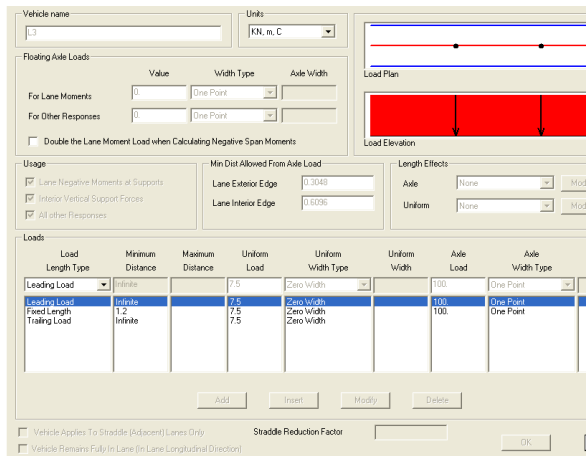 Vehicle name
L3
Units
KN, m, C
Load Plan
Floating Axle Loads
Value Width Type Axle Width
For Lane Moments 0. One Point
For Other Responses 0. One Point
Double the Lane Moment Load when Calculating Negative Span Moments
Load Elevation
Usage
Lane Negative Moments at Supports
Interior Vertical Support Forces
All other Responses
Min Dist Allowed From Axle Load
Lane Exterior Edge 0.3048
Lane Interior Edge 0.6096
Length Effects
Axle None Mod
Uniform None Mod
Loads
Load Minimum Maximum Uniform Uniform Uniform Axle Axle
Length Type Distance Distance Load Width Type Width Load Width Type
Leading Load Infinite 7.5 Zero Width 100. One Point
Leading Load Infinite 7.5 Zero Width 100. One Point
Fixed Length 1.2 7.5 Zero Width 100. One Point
Trailing Load Infinite 7.5 Zero Width
Add Insert Modify Delete
Vehicle Applies To Straddle (Adjacent) Lanes Only Straddle Reduction Factor
Vehicle Remains Fully In Lane (In Lane Longitudinal Direction)
OK